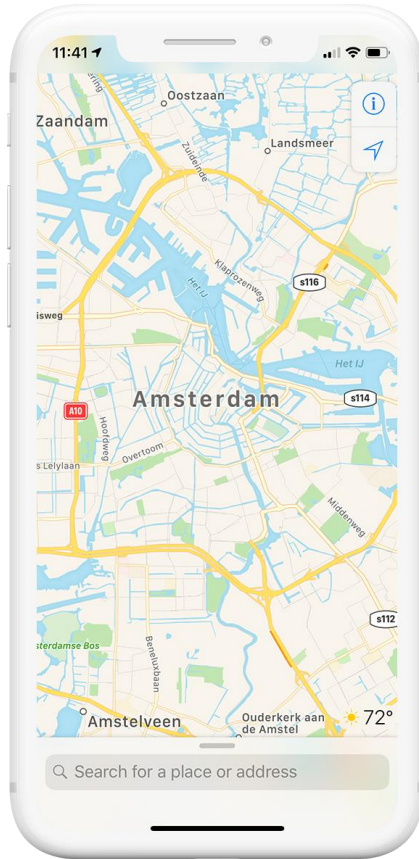 11:41
ering
Oostzaan
Zaandam
Landsmeer
Zuideinde
Klaprozenweg
Het IJ
s116
isweg
Het IJ
Amsterdam
s114
A10
Hoofdweg
Overtoom
s Lelylaan
Middenweg
s112
sterdamse Bos
Beneluxbaan
Amstelveen
Ouderkerk aan
de Amstel
72°
Search for a place or address